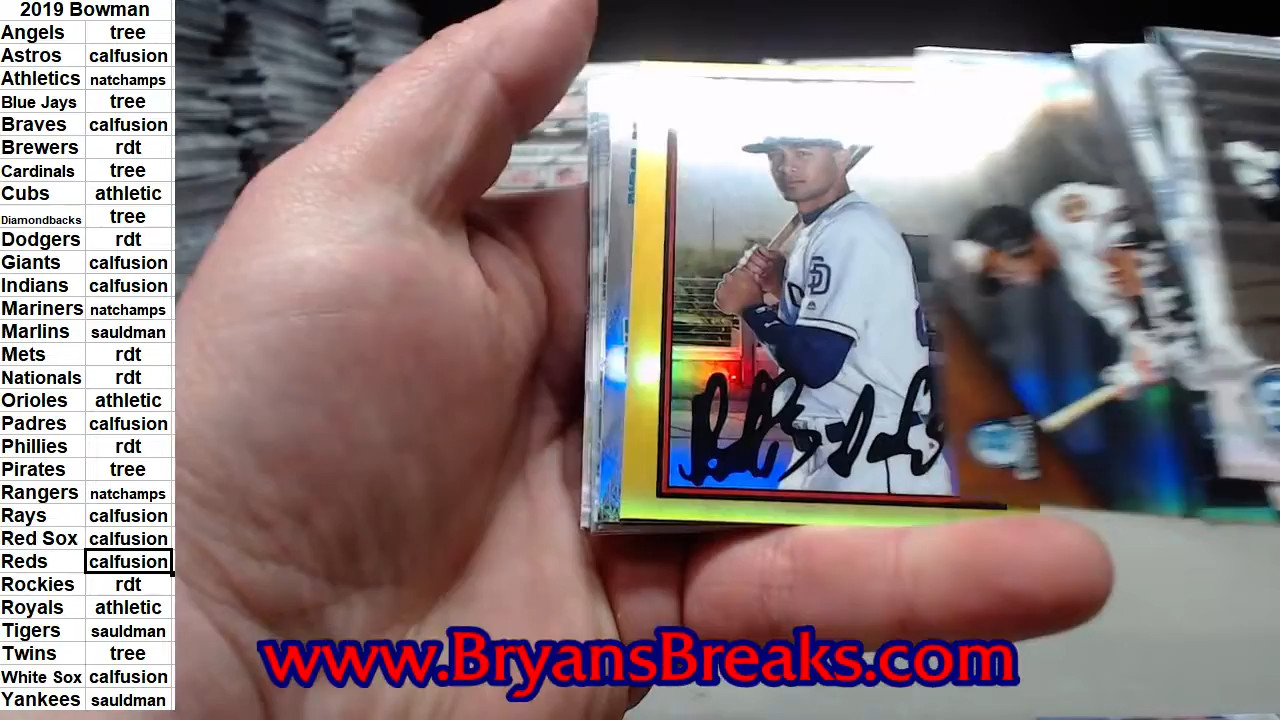 2019 Bowman
Angels tree
Astros calfusion
Athletics natchamps
Blue Jays tree
Braves calfusion
Brewers rdt
Cardinals tree
Cubs athletic
Diamondbacks tree
Dodgers rdt
Giants calfusion
Indians calfusion
Mariners natchamps
Marlins sauldman
Mets rdt
Nationals rdt
Orioles athletic
Padres calfusion
Phillies rdt
Pirates tree
Rangers natchamps
Rays calfusion
Red Sox calfusion
Reds calfusion
Rockies rdt
Royals athletic
Tigers sauldman
Twins tree
White Sox calfusion
Yankees sauldman
SD
www.BryansBreaks.com